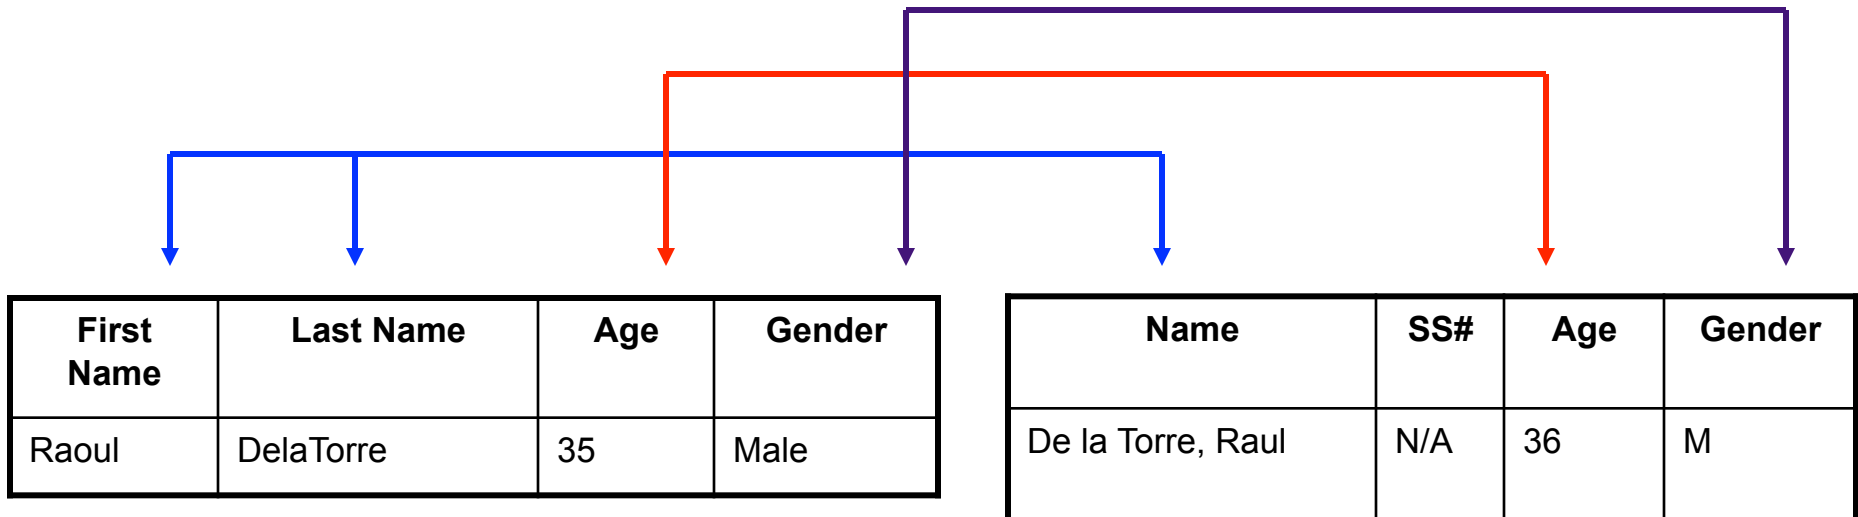 First
Name
Last Name
Age
Gender
Raoul
DelaTorre
35
Male
Name
SS#
Age
Gender
De la Torre, Raul
N/A
36
M